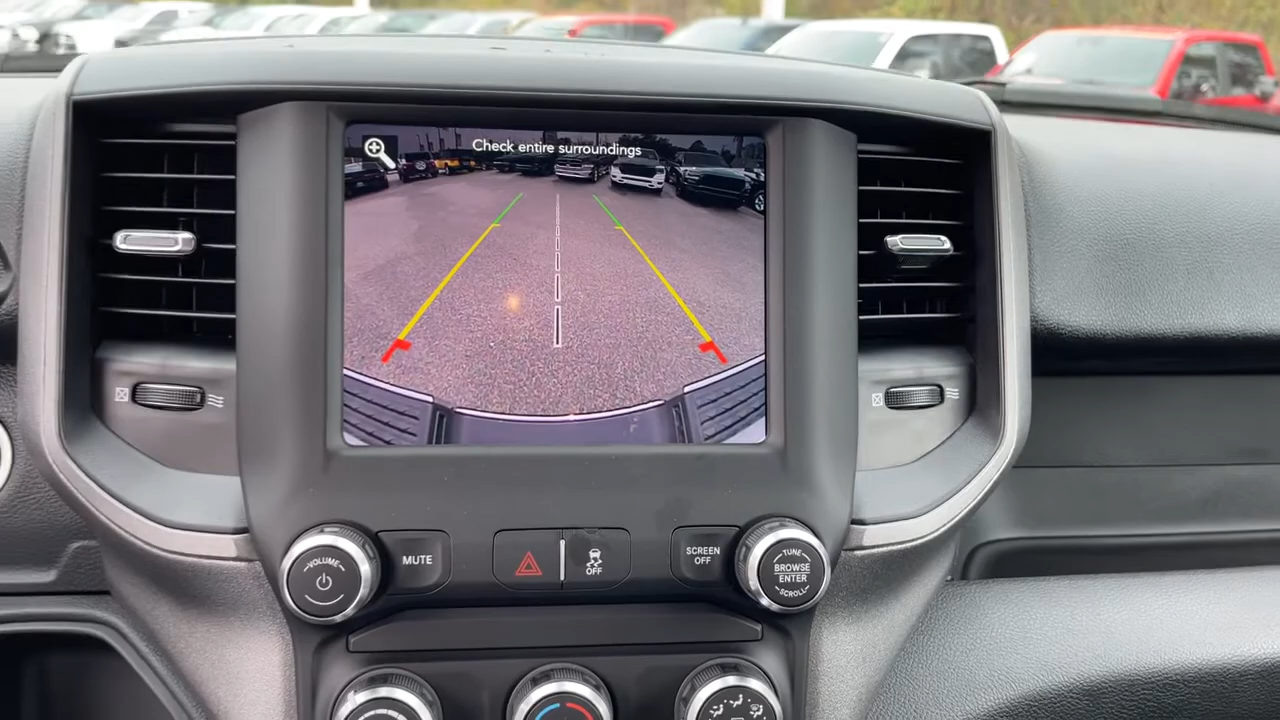 Check entire surroundings
VOLUME
MUTE
OFF
SCREEN
OFF
TUNE
BROWSE
ENTER
SCROLL